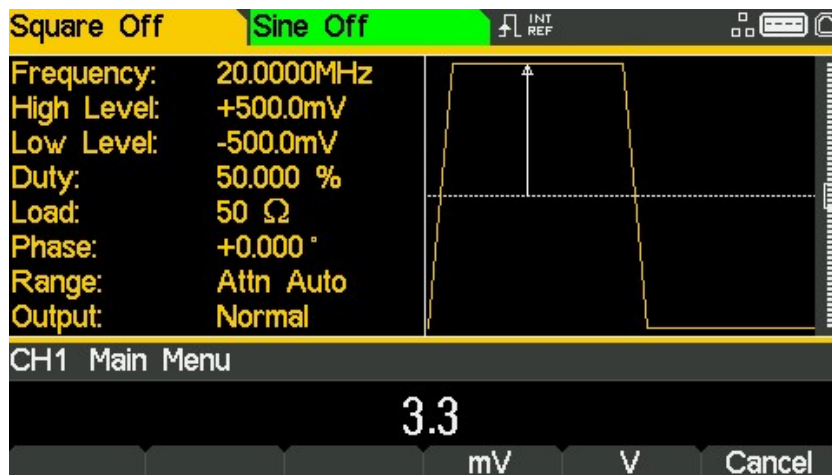 Square Off Sine Off INT REF
Frequency: 20.0000MHz
High Level: +500.0mV
Low Level: -500.0mV
Duty: 50.000 %
Load: 50 Ω
Phase: +0.000 °
Range: Attn Auto
Output: Normal
CH1 Main Menu
3.3
mV V Cancel